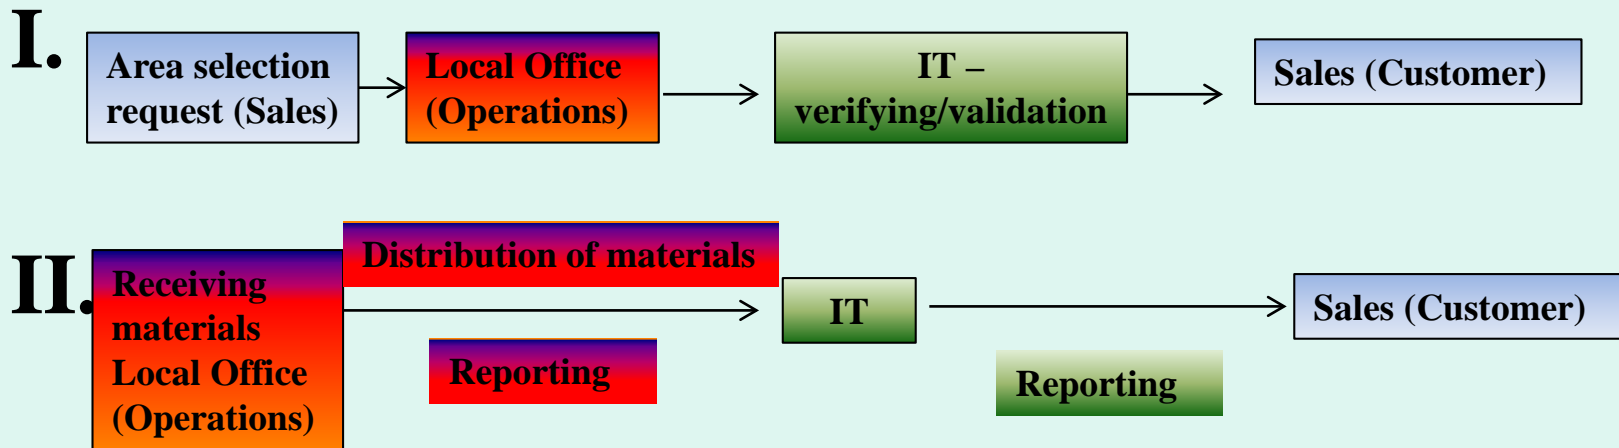 I.
Area selection
request (Sales)
Local Office
(Operations)
IT –
verifying/validation
Sales (Customer)
II.
Receiving
materials
Local Office
(Operations)
Distribution of materials
Reporting
IT
Reporting
Sales (Customer)